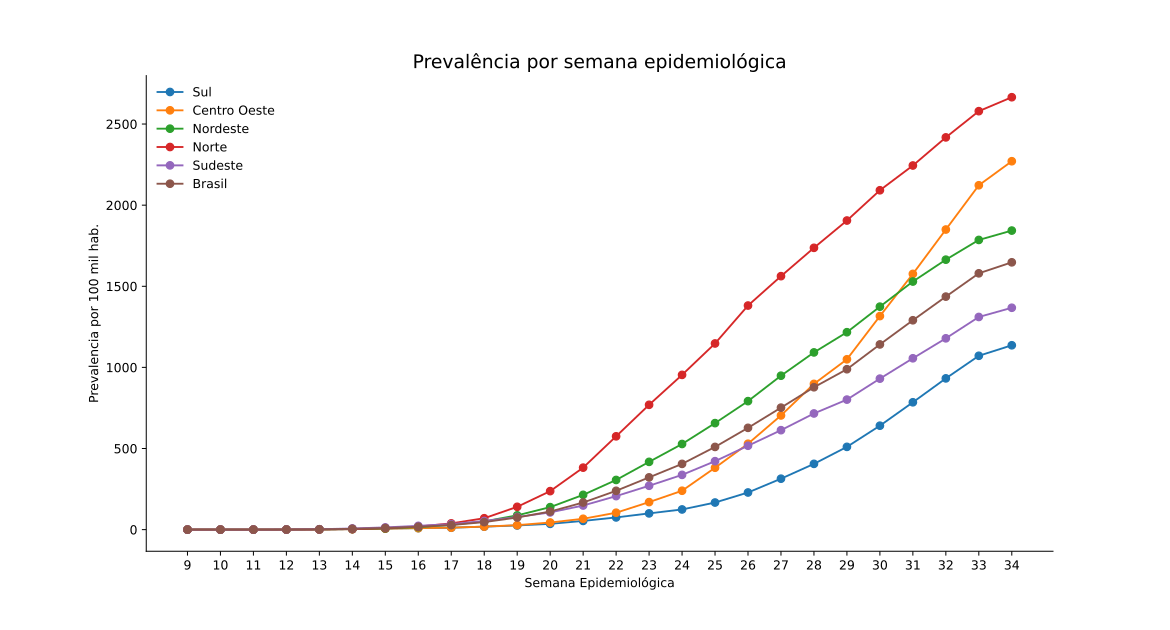 Prevalência por semana epidemiológica
Sul
Centro Oeste
Nordeste
Norte
Sudeste
Brasil
Prevalencia por 100 mil hab.
2500
2000
1500
1000
500
0
9 10 11 12 13 14 15 16 17 18 19 20 21 22 23 24 25 26 27 28 29 30 31 32 33 34
Semana Epidemiológica